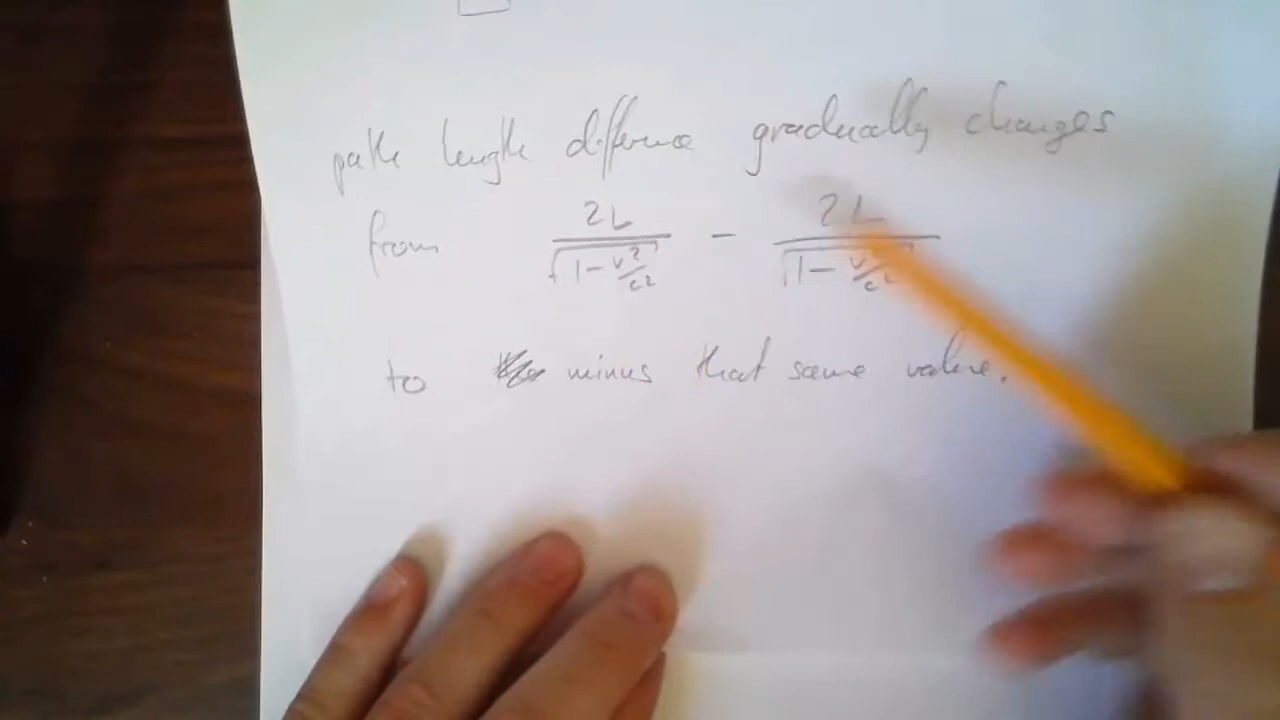 path length difference gradually changes
from 2L/√(1-v²/c²) - 2L/√(1-v²/c²)
to minus that same value.